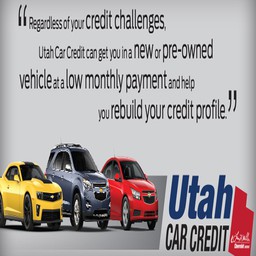 "Regardless of your credit challenges,
Utah Car Credit can get you in a new or pre-owned
vehicle at a low monthly payment and help
you rebuild your credit profile."
Utah
CAR CREDIT